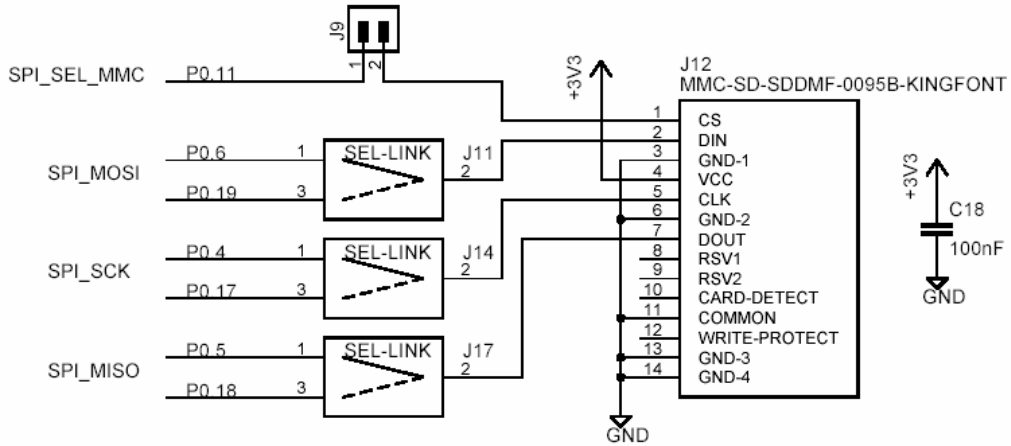 J9
1 2
SPI_SEL_MMC P0.11
+3V3
J12
MMC-SD-SDDMF-0095B-KINGFONT
SPI_MOSI
P0.6 1 SEL-LINK J11
2
P0.19 3
SPI_SCK
P0.4 1 SEL-LINK J14
2
P0.17 3
SPI_MISO
P0.5 1 SEL-LINK J17
2
P0.18 3
1 CS
2 DIN
3 GND-1
4 VCC
5 CLK
6 GND-2
7 DOUT
8 RSV1
9 RSV2
10 CARD-DETECT
11 COMMON
12 WRITE-PROTECT
13 GND-3
14 GND-4
GND
+3V3
C18
100nF
GND